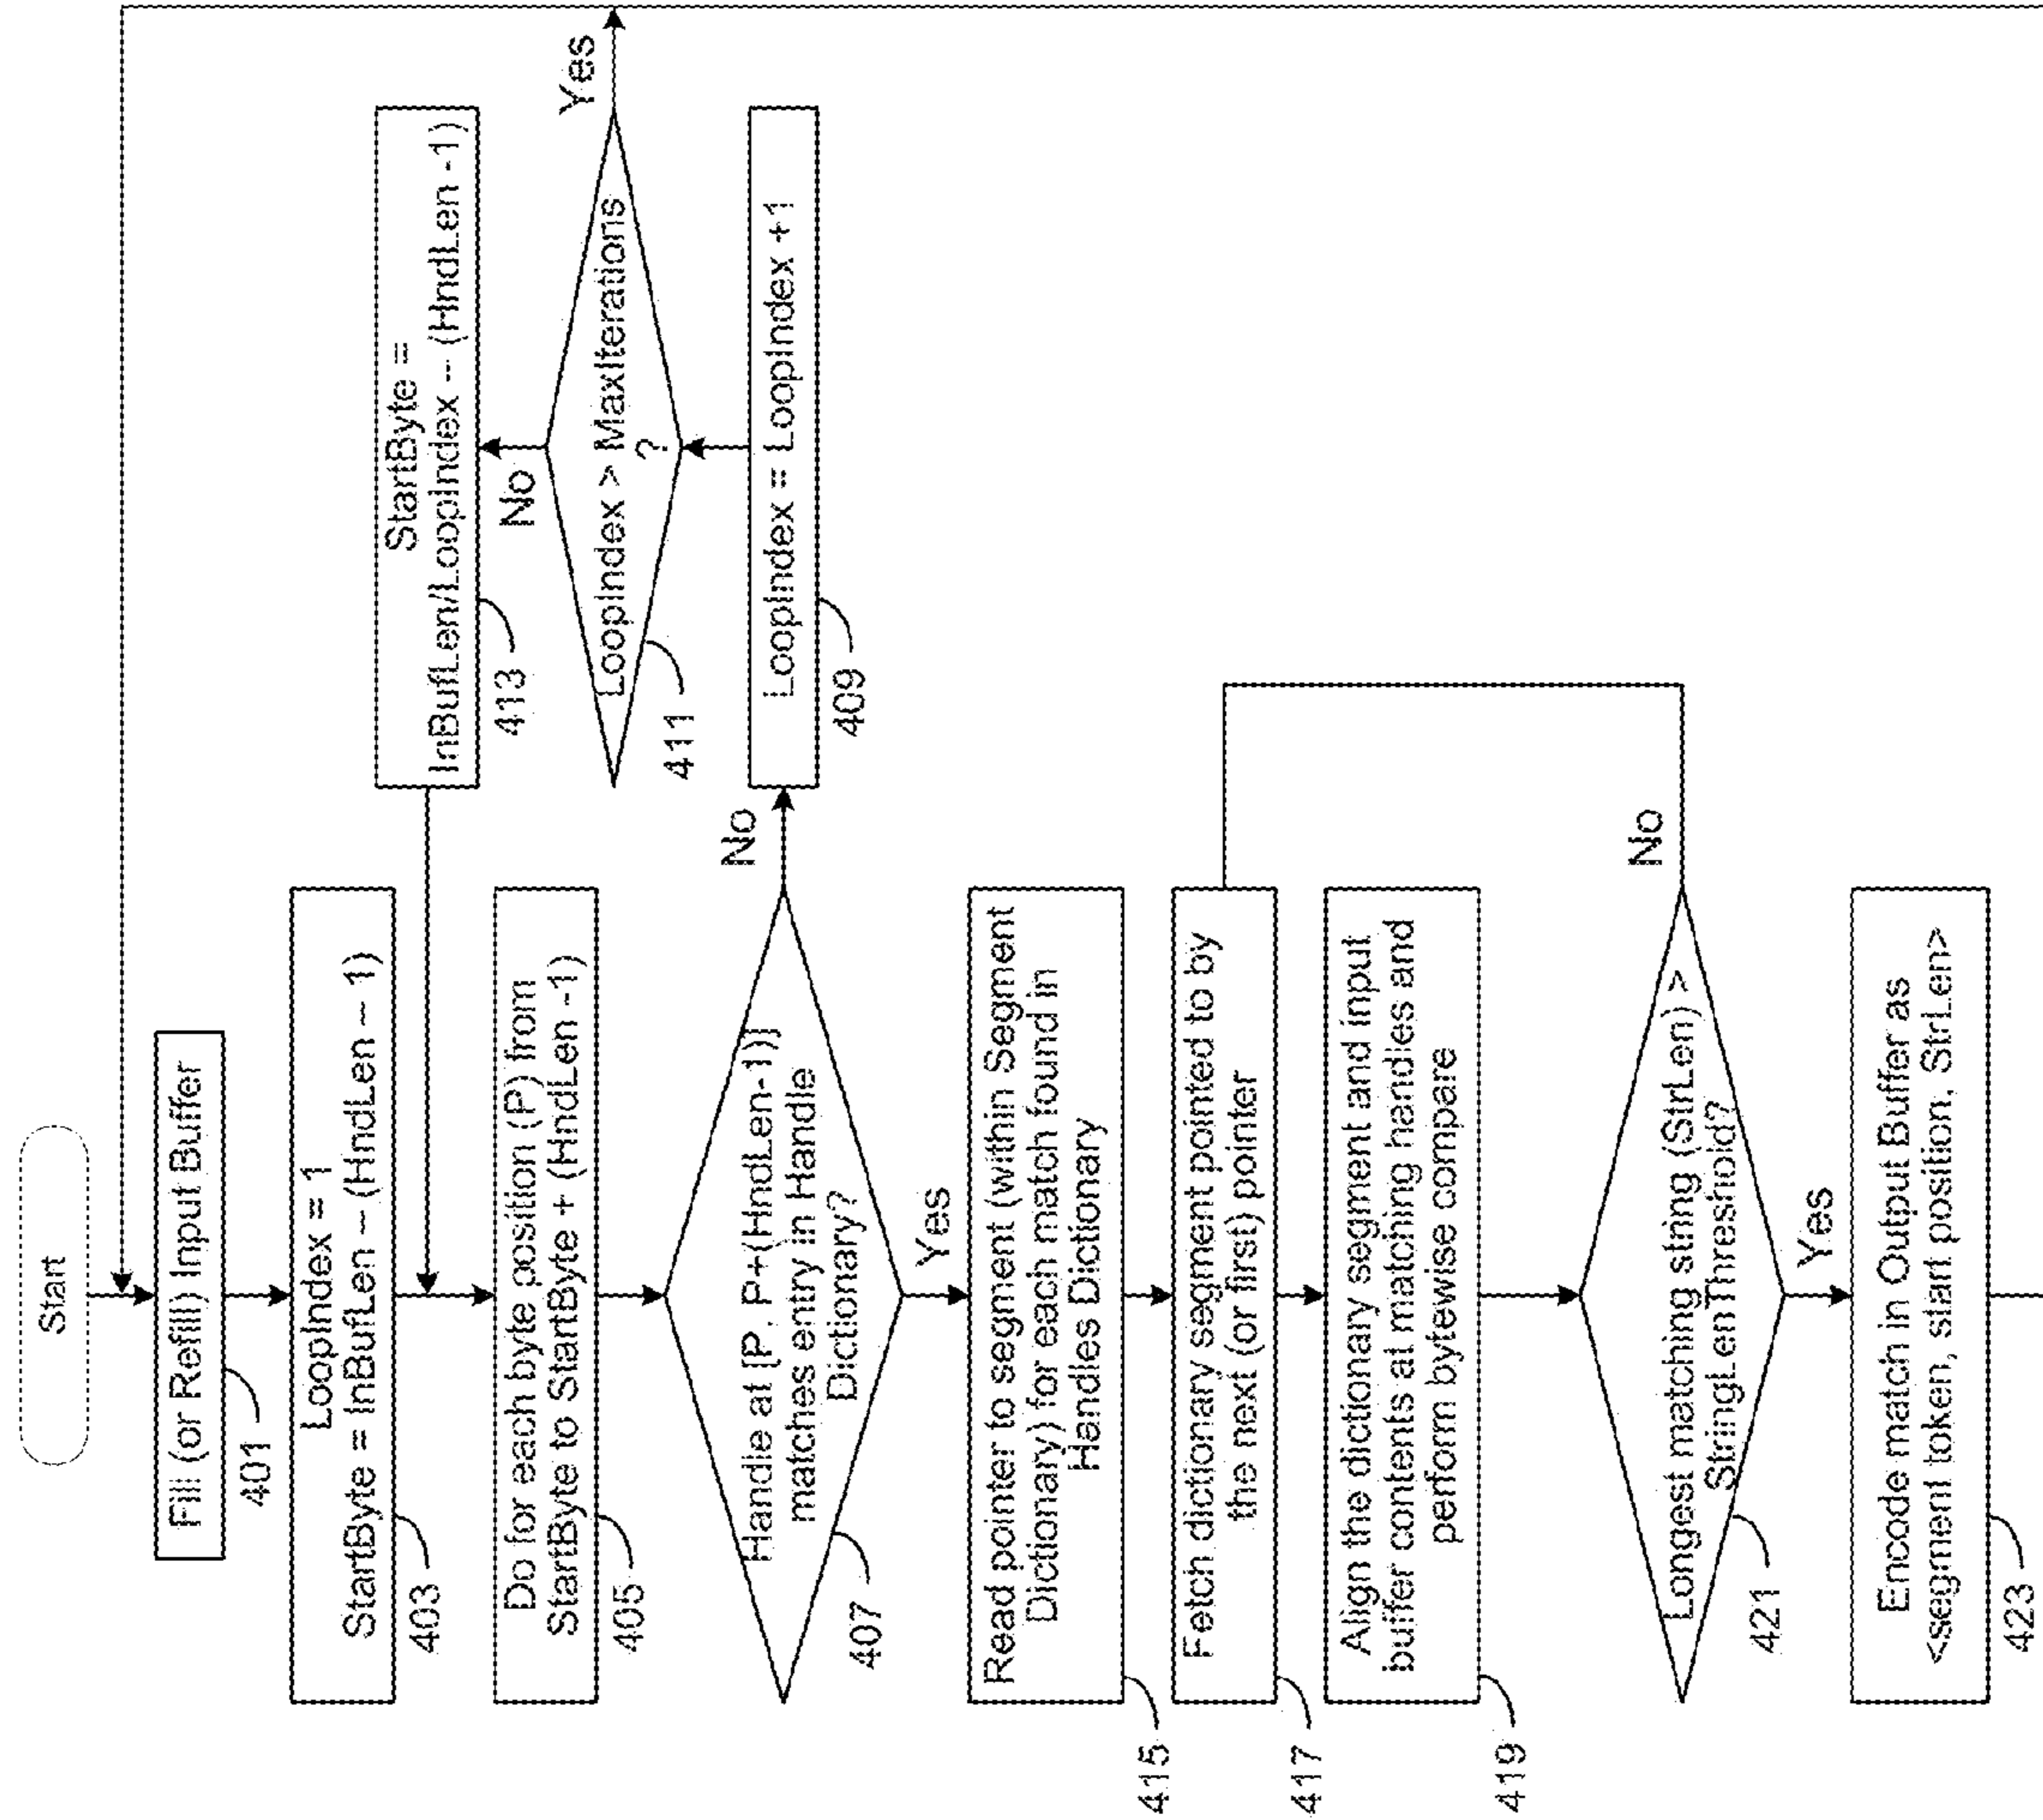 Start
Fill (or Refill) Input Buffer
401
LoopIndex = 1
StartByte = InBufLen – (HndLen – 1)
403
Do for each byte position (P) from
StartByte to StartByte + (HndLen -1)
405
Handle at [P, P+(HndLen-1)]
matches entry in Handle
Dictionary?
407
No
Yes
LoopIndex = LoopIndex +1
409
LoopIndex > MaxIterations
?
411
Yes
No
StartByte =
InBufLen/LoopIndex – (HndLen -1)
413
Read pointer to segment (within Segment
Dictionary) for each match found in
Handles Dictionary
415
Fetch dictionary segment pointed to by
the next (or first) pointer
417
Align the dictionary segment and input
buffer contents at matching handles and
perform bytewise compare
419
Longest matching string (StrLen) >
StringLenThreshold?
421
No
Yes
Encode match in Output Buffer as
<segment token, start position, StrLen>
423